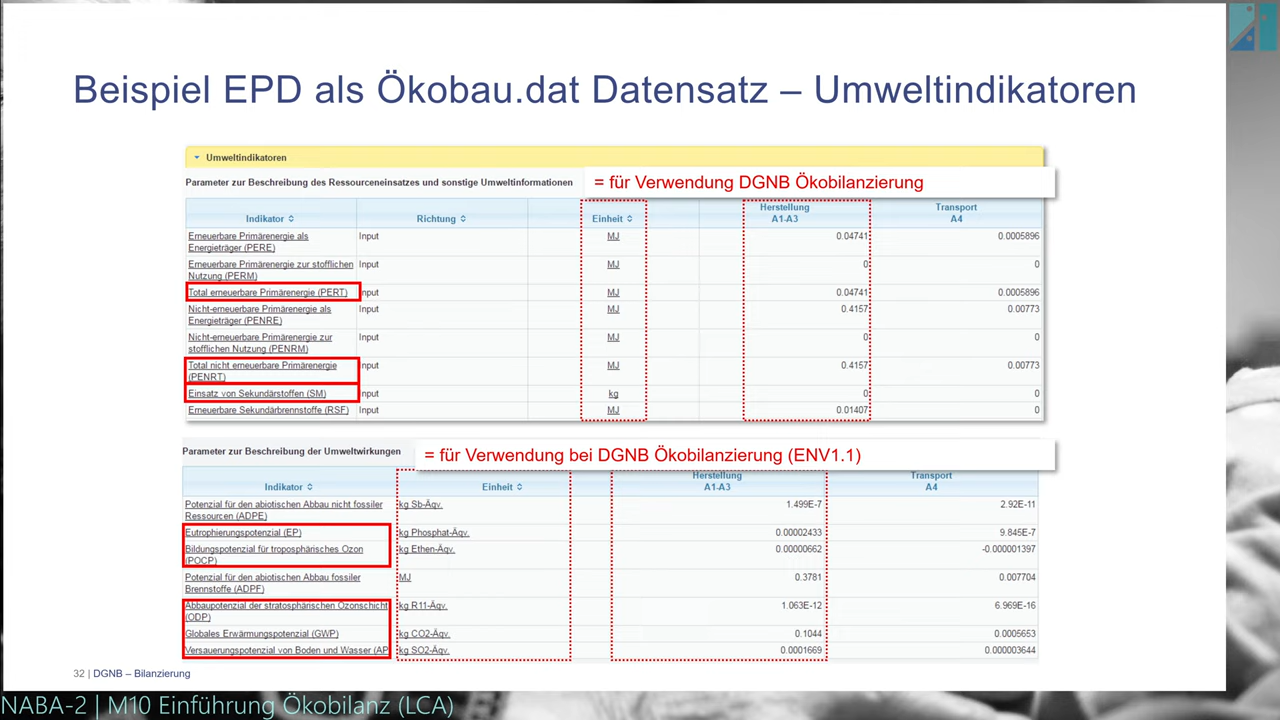 Beispiel EPD als Ökobau.dat Datensatz – Umweltindikatoren
Umweltindikatoren
Parameter zur Beschreibung des Ressourceneinsatzes und sonstige Umweltinformationen
= für Verwendung DGNB Ökobilanzierung
Indikator Richtung Einheit Herstellung A1-A3 Transport A4
Erneuerbare Primärenergie als Input MJ 0.04741 0.0005896
Energieträger (PERE)
Erneuerbare Primärenergie zur stofflichen Input MJ 0 0
Nutzung (PERM)
Total erneuerbare Primärenergie (PERT) nput MJ 0.04741 0.0005896
Nicht-erneuerbare Primärenergie als Input MJ 0.4157 0.00773
Energieträger (PENRE)
Nicht-erneuerbare Primärenergie zur Input MJ 0 0
stofflichen Nutzung (PENRM)
Total nicht erneuerbare Primärenergie nput MJ 0.4157 0.00773
(PENRT)
Einsatz von Sekundärstoffen (SM) nput kg 0 0
Erneuerbare Sekundärbrennstoffe (RSF) Input MJ 0.01407 0
Parameter zur Beschreibung der Umweltwirkungen
= für Verwendung bei DGNB Ökobilanzierung (ENV1.1)
Indikator Einheit Herstellung A1-A3 Transport A4
Potenzial für den abiotischen Abbau nicht fossiler kg Sb-Äqv. 1.499E-7 2.92E-11
Ressourcen (ADPE)
Eutrophierungspotenzial (EP) kg Phosphat-Äqv. 0.00002433 9.845E-7
Bildungspotenzial für troposphärisches Ozon kg Ethen-Äqv. 0.00000662 -0.000001397
(POCP)
Potenzial für den abiotischen Abbau fossiler MJ 0.3781 0.007704
Brennstoffe (ADPF)
Abbaupotenzial der stratosphärischen Ozonschicht kg R11-Äqv. 1.063E-12 6.969E-16
(ODP)
Globales Erwärmungspotenzial (GWP) kg CO2-Äqv. 0.1044 0.0005653
Versauerungspotenzial von Boden und Wasser (AP kg SO2-Äqv. 0.0001669 0.000003644
32 | DGNB – Bilanzierung
NABA-2 | M10 Einführung Ökobilanz (LCA)